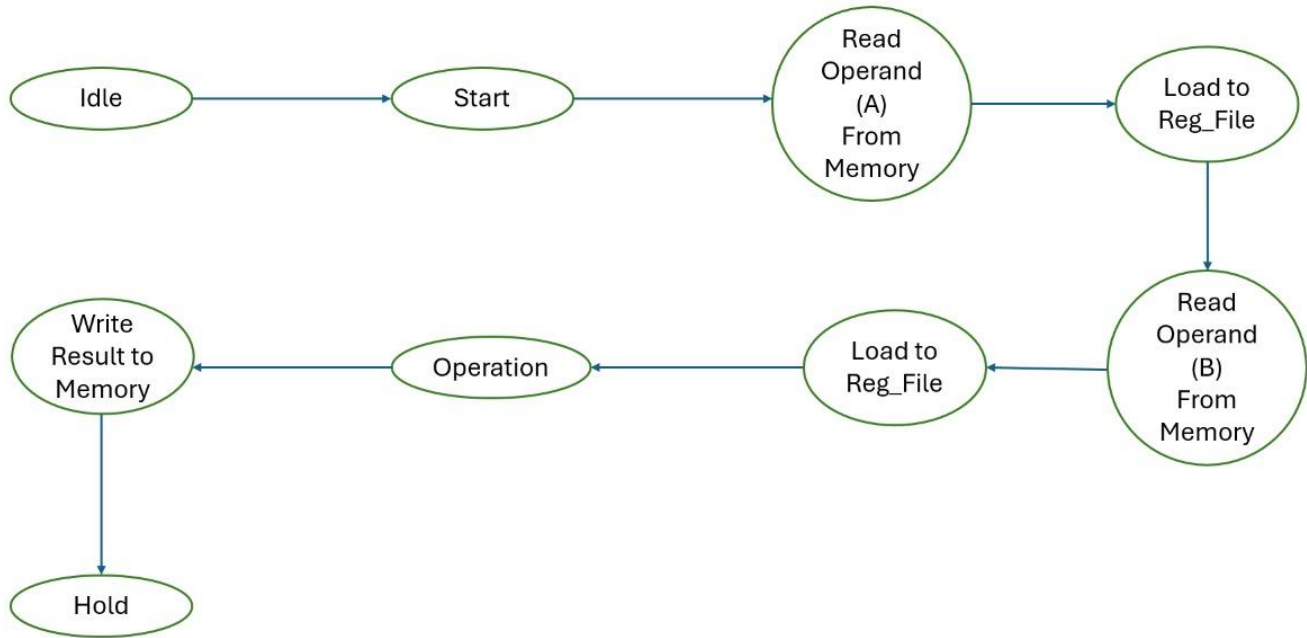 Idle
Start
Read
Operand
(A)
From
Memory
Load to
Reg_File
Read
Operand
(B)
From
Memory
Load to
Reg_File
Operation
Write
Result to
Memory
Hold